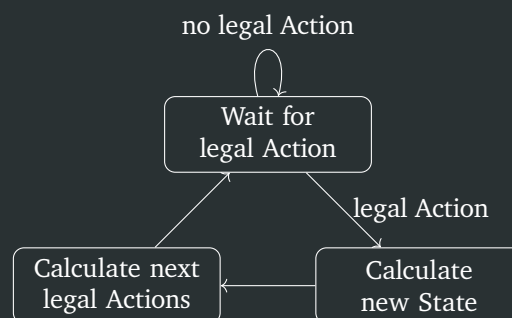 no legal Action
Wait for
legal Action
legal Action
Calculate next
legal Actions
Calculate
new State